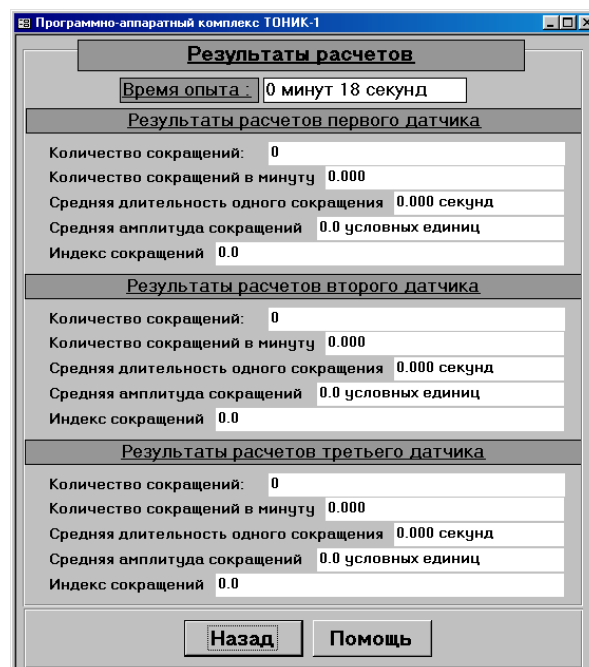 Программно-аппаратный комплекс ТОНИК-1
Результаты расчетов
Время опыта : 0 минут 18 секунд
Результаты расчетов первого датчика
Количество сокращений: 0
Количество сокращений в минуту 0.000
Средняя длительность одного сокращения 0.000 секунд
Средняя амплитуда сокращений 0.0 условных единиц
Индекс сокращений 0.0
Результаты расчетов второго датчика
Количество сокращений: 0
Количество сокращений в минуту 0.000
Средняя длительность одного сокращения 0.000 секунд
Средняя амплитуда сокращений 0.0 условных единиц
Индекс сокращений 0.0
Результаты расчетов третьего датчика
Количество сокращений: 0
Количество сокращений в минуту 0.000
Средняя длительность одного сокращения 0.000 секунд
Средняя амплитуда сокращений 0.0 условных единиц
Индекс сокращений 0.0
Назад Помощь